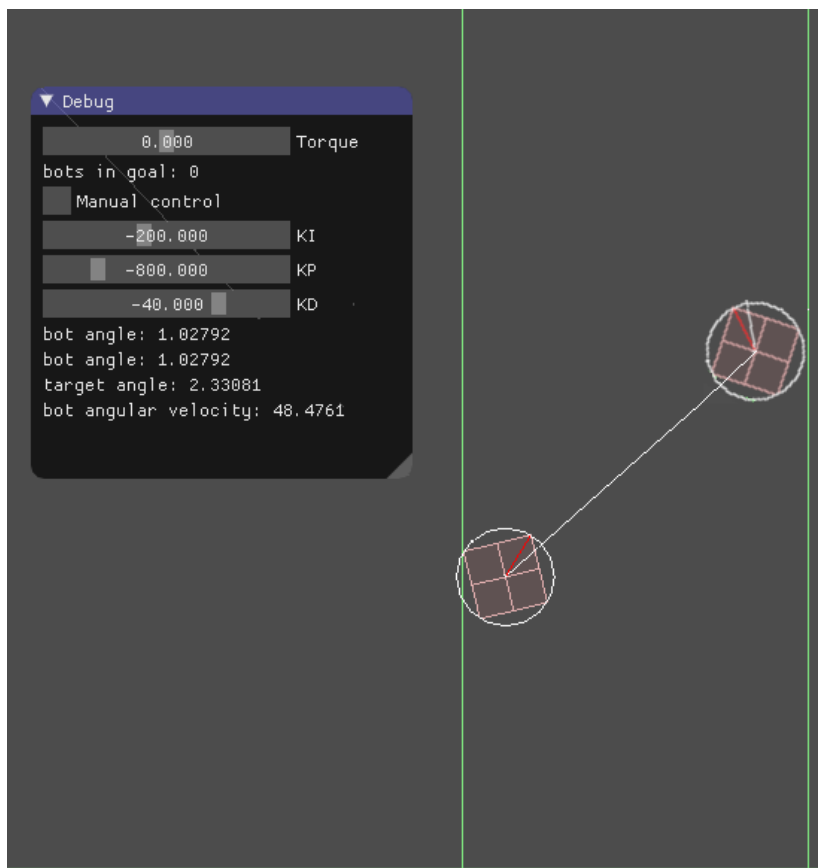 Debug
0.000 Torque
bots in goal: 0
Manual control
-200.000 KI
-800.000 KP
-40.000 KD
bot angle: 1.02792
bot angle: 1.02792
target angle: 2.33081
bot angular velocity: 48.4761